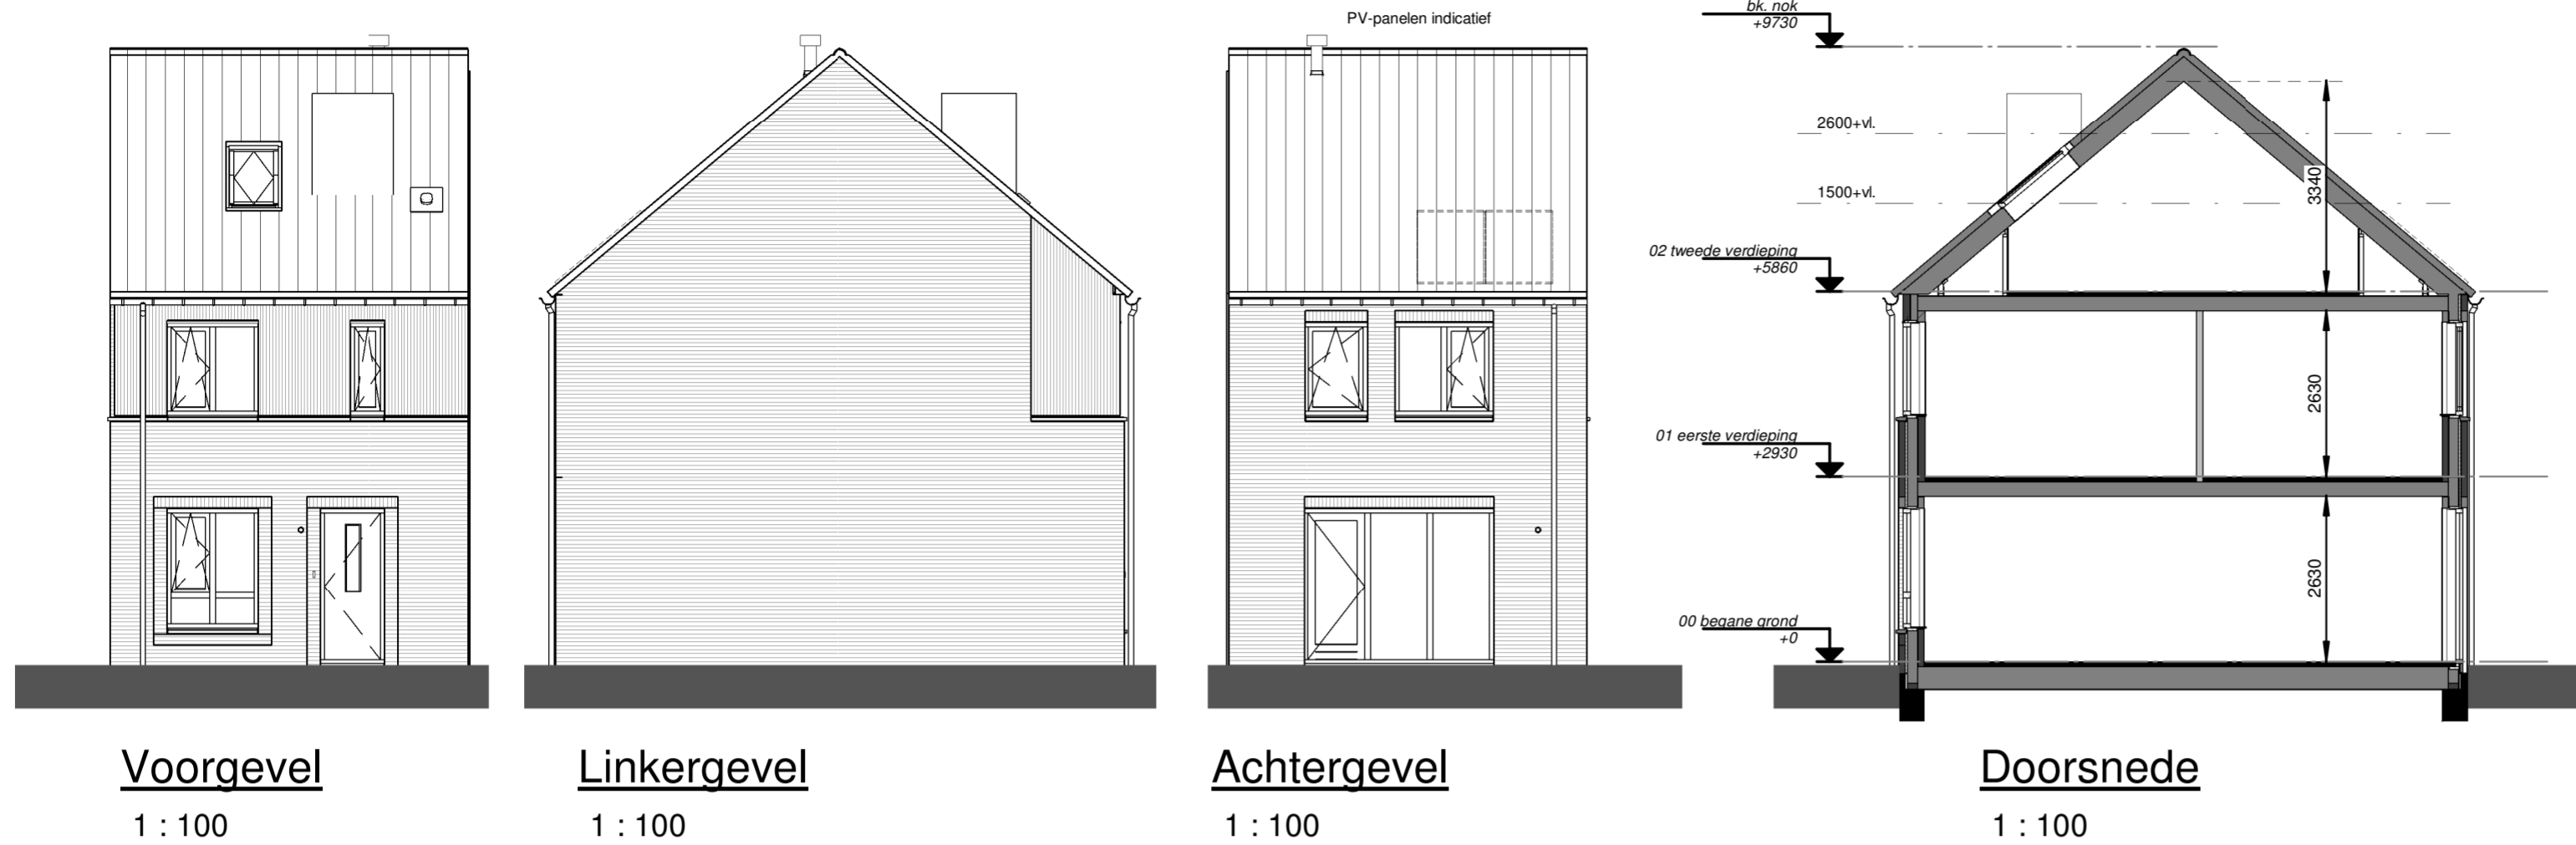 PV-panelen indicatief
bk. nok
+9730
2600+vl.
1500+vl.
3340
02 tweede verdieping
+5860
2630
01 eerste verdieping
+2930
2630
00 begane grond
+0
Voorgevel
1 : 100
Linkergevel
1 : 100
Achtergevel
1 : 100
Doorsnede
1 : 100